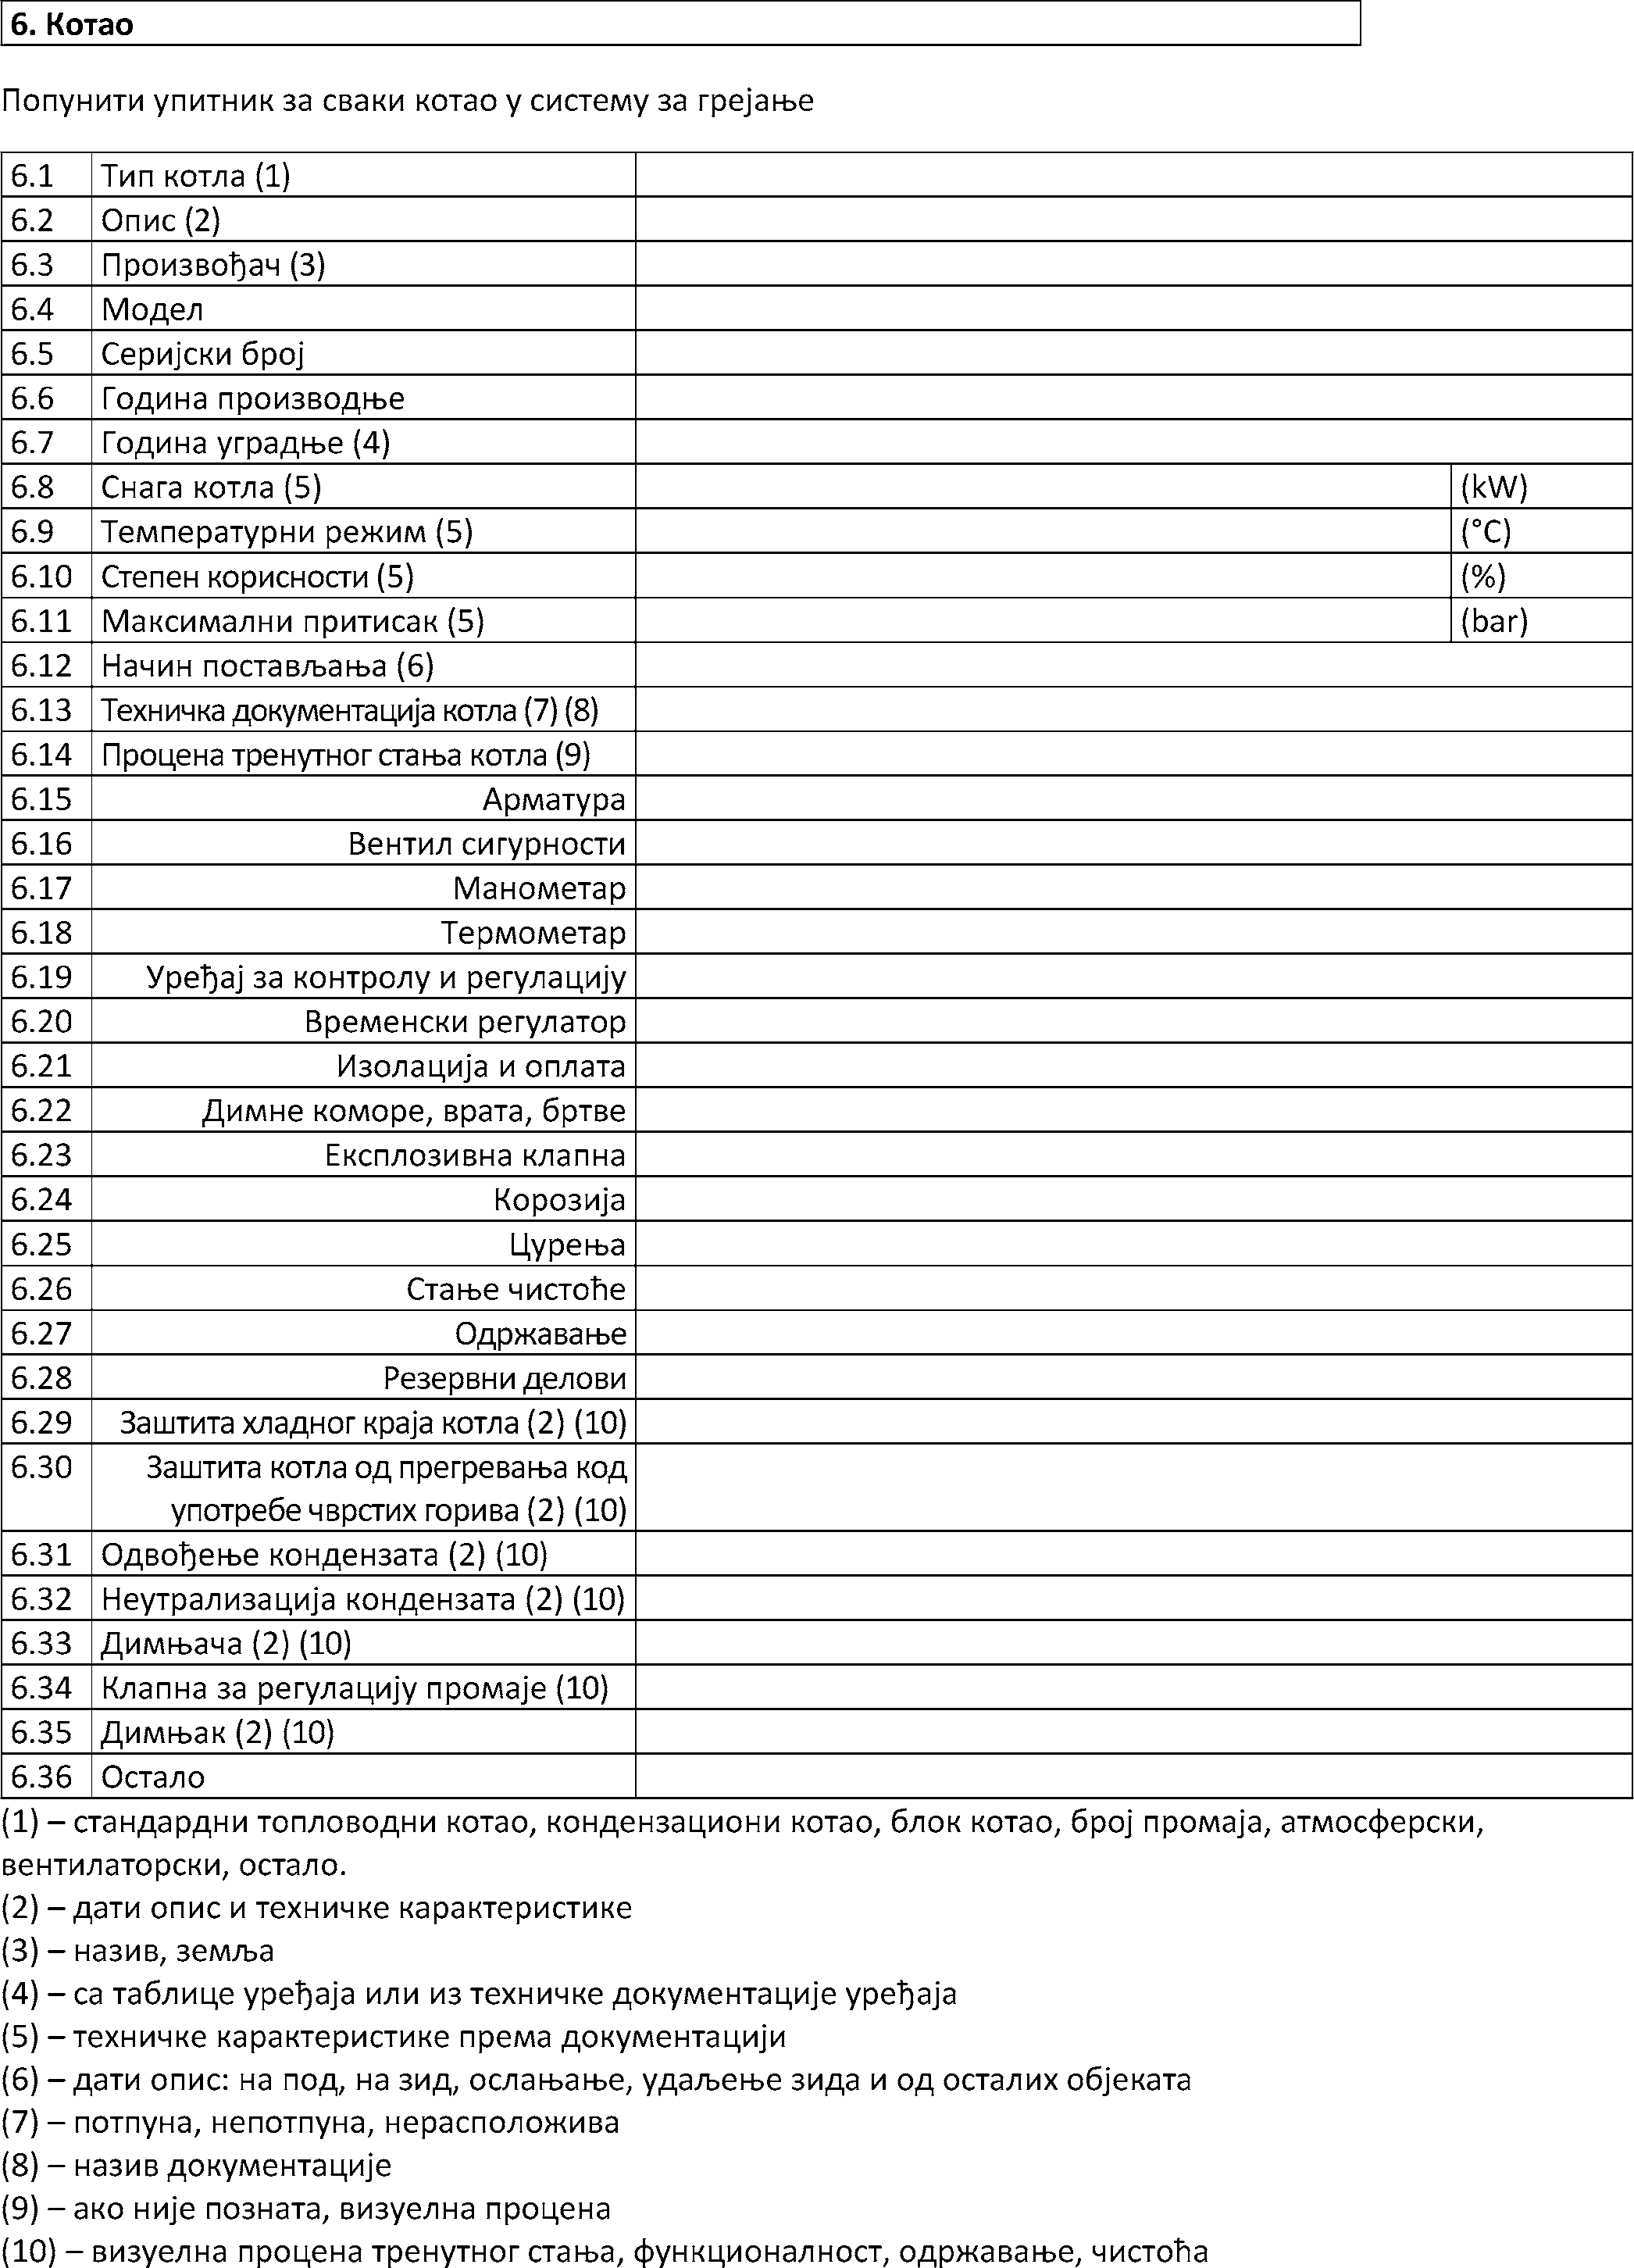 6. Котао
Попунити упитник за сваки котао у систему за грејање
6.1 Тип котла (1)
6.2 Опис (2)
6.3 Произвођач (3)
6.4 Модел
6.5 Серијски број
6.6 Година производње
6.7 Година уградње (4)
6.8 Снага котла (5) (kW)
6.9 Температурни режим (5) (°C)
6.10 Степен корисности (5) (%)
6.11 Максимални притисак (5) (bar)
6.12 Начин постављања (6)
6.13 Техничка документација котла (7) (8)
6.14 Процена тренутног стања котла (9)
6.15 Арматура
6.16 Вентил сигурности
6.17 Манометар
6.18 Термометар
6.19 Уређај за контролу и регулацију
6.20 Временски регулатор
6.21 Изолација и оплата
6.22 Димне коморе, врата, бртве
6.23 Експлозивна клапна
6.24 Корозија
6.25 Цурења
6.26 Стање чистоће
6.27 Одржавање
6.28 Резервни делови
6.29 Заштита хладног краја котла (2) (10)
6.30 Заштита котла од прегревања код
употребе чврстих горива (2) (10)
6.31 Одвођење кондензата (2) (10)
6.32 Неутрализација кондензата (2) (10)
6.33 Димњача (2) (10)
6.34 Клапна за регулацију промаје (10)
6.35 Димњак (2) (10)
6.36 Остало
(1) – стандардни топловодни котао, кондензациони котао, блок котао, број промаја, атмосферски,
вентилаторски, остало.
(2) – дати опис и техничке карактеристике
(3) – назив, земља
(4) – са таблице уређаја или из техничке документације уређаја
(5) – техничке карактеристике према документацији
(6) – дати опис: на под, на зид, ослањање, удаљење зида и од осталих објеката
(7) – потпуна, непотпуна, нерасположива
(8) – назив документације
(9) – ако није позната, визуелна процена
(10) – визуелна процена тренутног стања, функционалност, одржавање, чистоћа